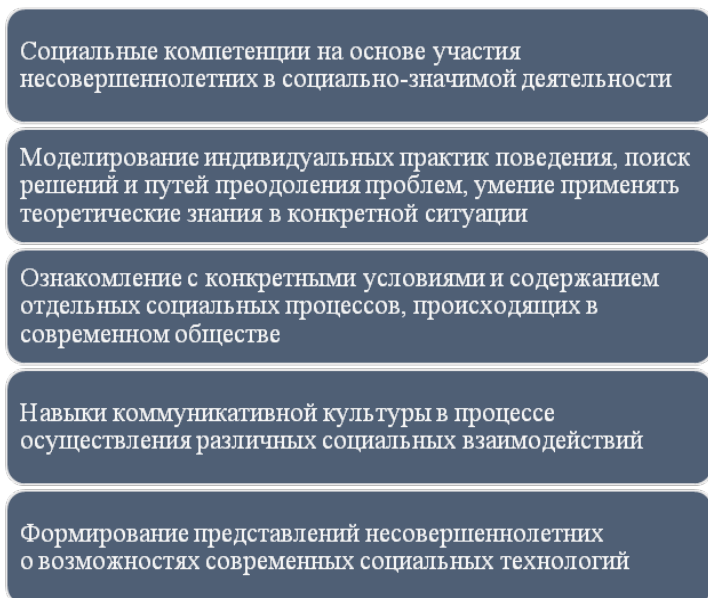 Социальные компетенции на основе участия
несовершеннолетних в социально-значимой деятельности
Моделирование индивидуальных практик поведения, поиск
решений и путей преодоления проблем, умение применять
теоретические знания в конкретной ситуации
Ознакомление с конкретными условиями и содержанием
отдельных социальных процессов, происходящих в
современном обществе
Навыки коммуникативной культуры в процессе
осуществления различных социальных взаимодействий
Формирование представлений несовершеннолетних
о возможностях современных социальных технологий